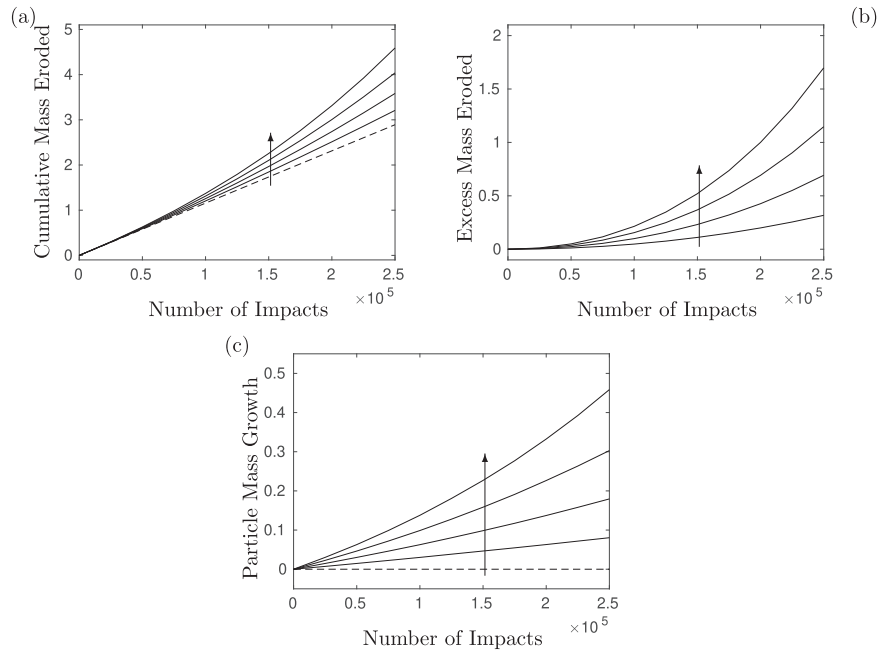 (a)
5
4
3
2
1
0
Cumulative Mass Eroded
0 0.5 1 1.5 2 2.5
×10 5
Number of Impacts
(b)
2
1.5
1
0.5
0
Excess Mass Eroded
0 0.5 1 1.5 2 2.5
×10 5
Number of Impacts
(c)
0.5
0.4
0.3
0.2
0.1
0
Particle Mass Growth
0 0.5 1 1.5 2 2.5
×10 5
Number of Impacts